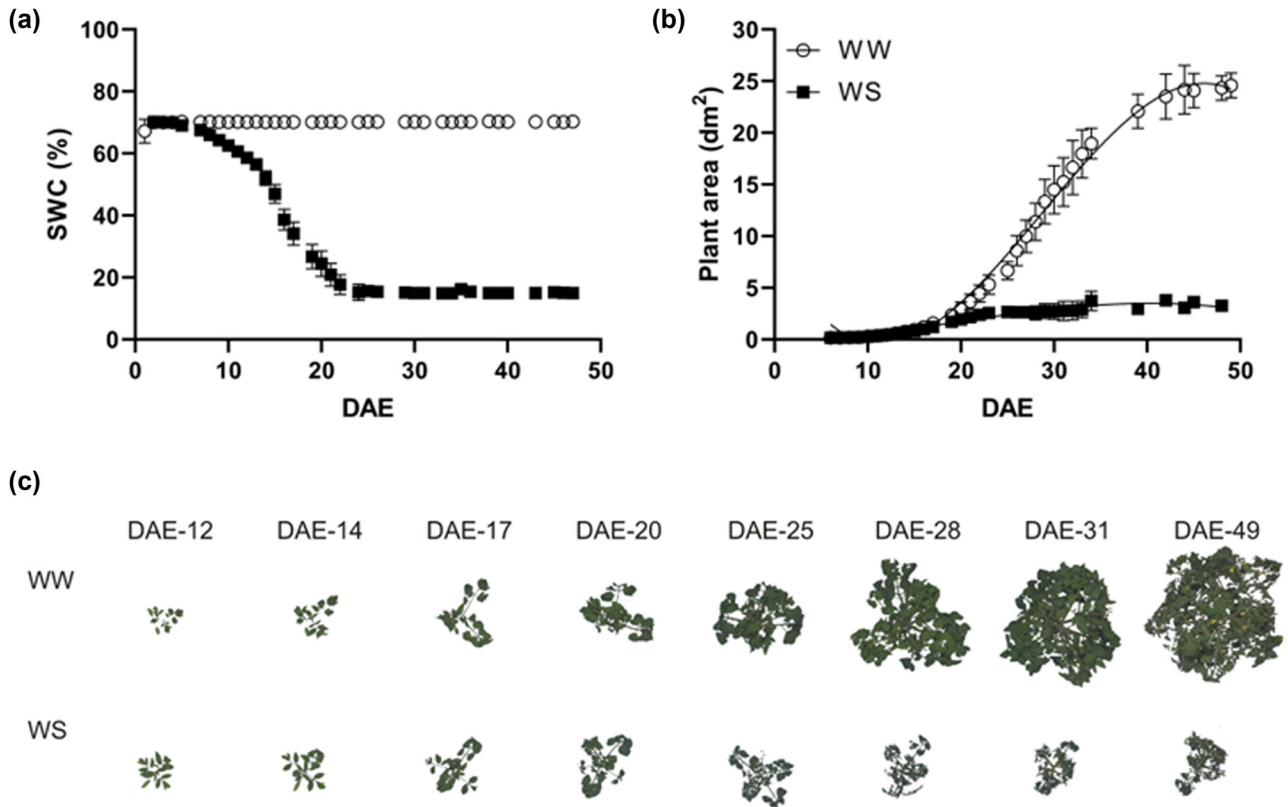 (a)
100
80
60
40
20
0
SWC (%)
0 10 20 30 40 50
DAE
(b)
30
25
20
15
10
5
0
Plant area (dm²)
WW
WS
0 10 20 30 40 50
DAE
(c)
DAE-12 DAE-14 DAE-17 DAE-20 DAE-25 DAE-28 DAE-31 DAE-49
WW
WS